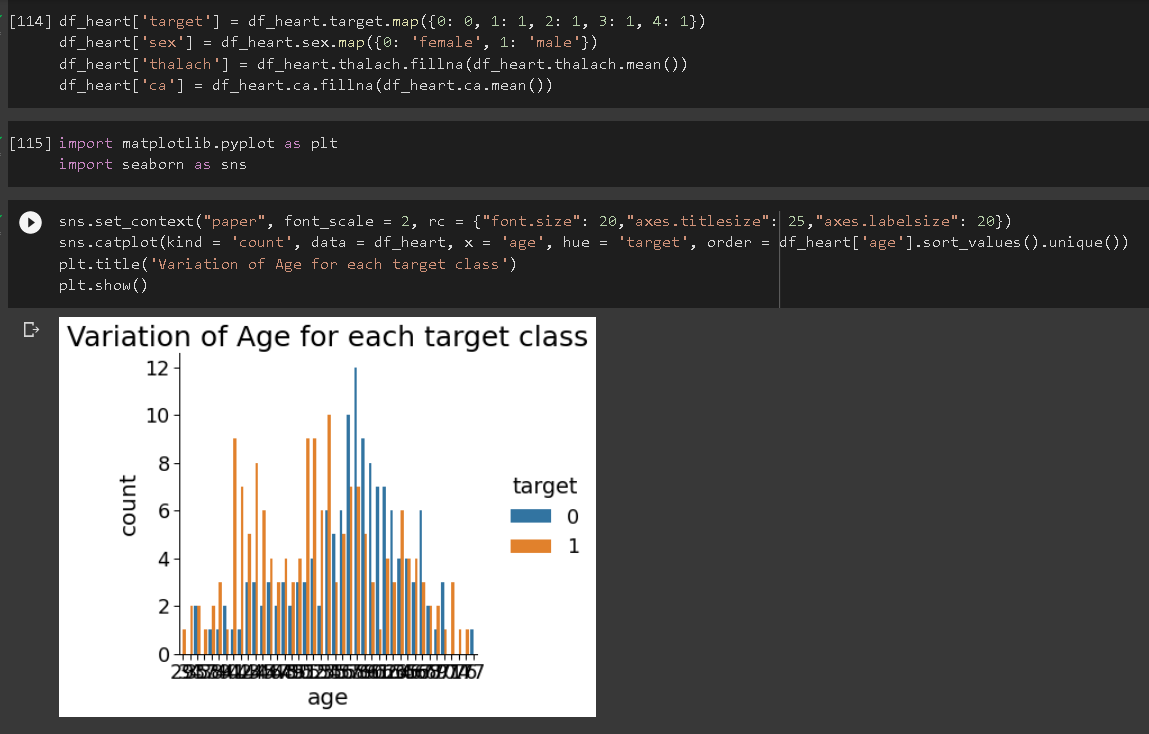 [114] df_heart['target'] = df_heart.target.map({0: 0, 1: 1, 2: 1, 3: 1, 4: 1})
df_heart['sex'] = df_heart.sex.map({0: 'female', 1: 'male'})
df_heart['thalach'] = df_heart.thalach.fillna(df_heart.thalach.mean())
df_heart['ca'] = df_heart.ca.fillna(df_heart.ca.mean())
[115] import matplotlib.pyplot as plt
import seaborn as sns
sns.set_context("paper", font_scale = 2, rc = {"font.size": 20,"axes.titlesize": 25,"axes.labelsize": 20})
sns.catplot(kind = 'count', data = df_heart, x = 'age', hue = 'target', order = df_heart['age'].sort_values().unique())
plt.title('Variation of Age for each target class')
plt.show()
Variation of Age for each target class
12
10
8
6
4
2
0
count
age
target
0
1